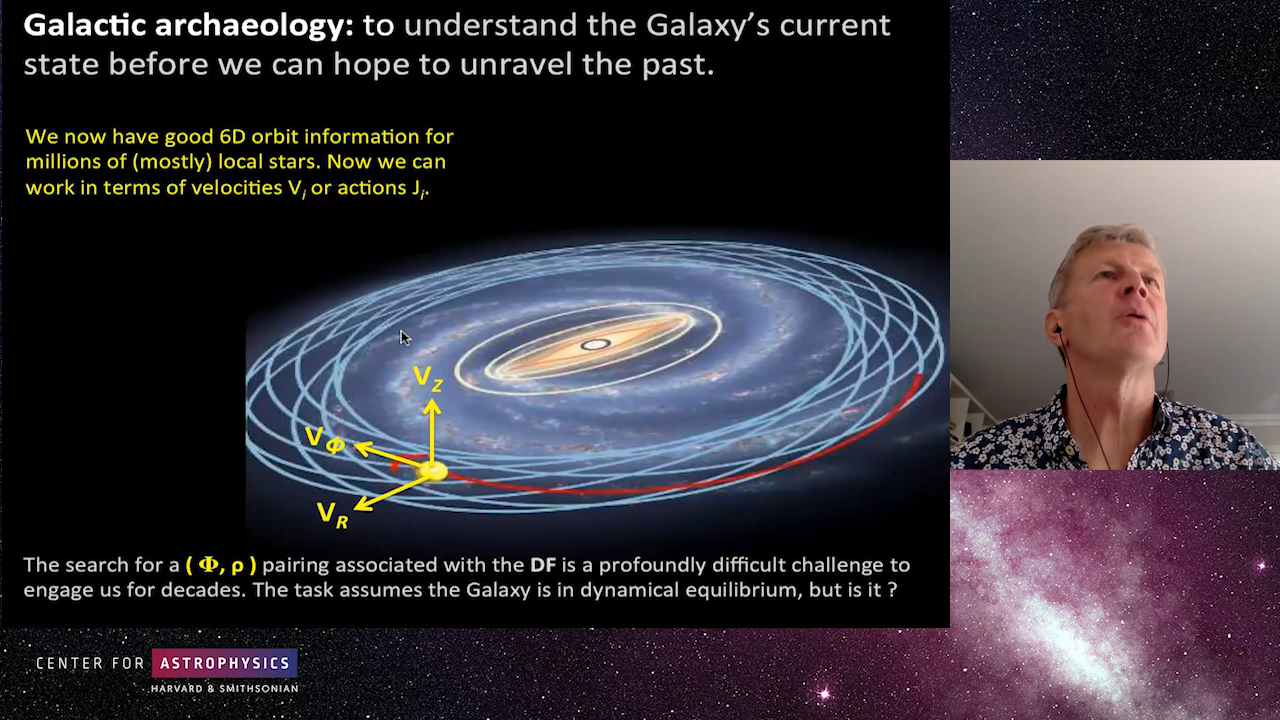 Galactic archaeology: to understand the Galaxy's current
state before we can hope to unravel the past.
We now have good 6D orbit information for
millions of (mostly) local stars. Now we can
work in terms of velocities Vi or actions Ji.
VZ
VΦ
VR
The search for a (Φ, ρ) pairing associated with the DF is a profoundly difficult challenge to
engage us for decades. The task assumes the Galaxy is in dynamical equilibrium, but is it ?
CENTER FOR ASTROPHYSICS
HARVARD & SMITHSONIAN